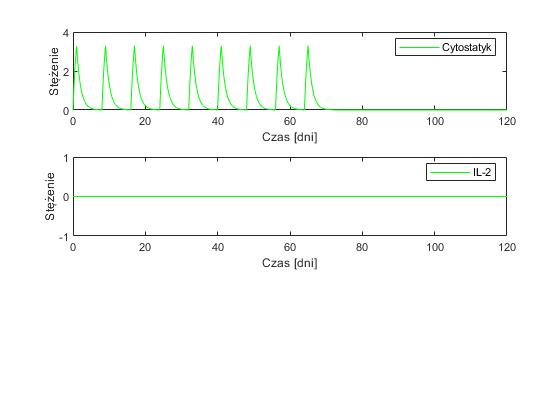 4
2
0
Stężenie
Cytostatyk
0 20 40 60 80 100 120
Czas [dni]
1
0
-1
Stężenie
IL-2
0 20 40 60 80 100 120
Czas [dni]